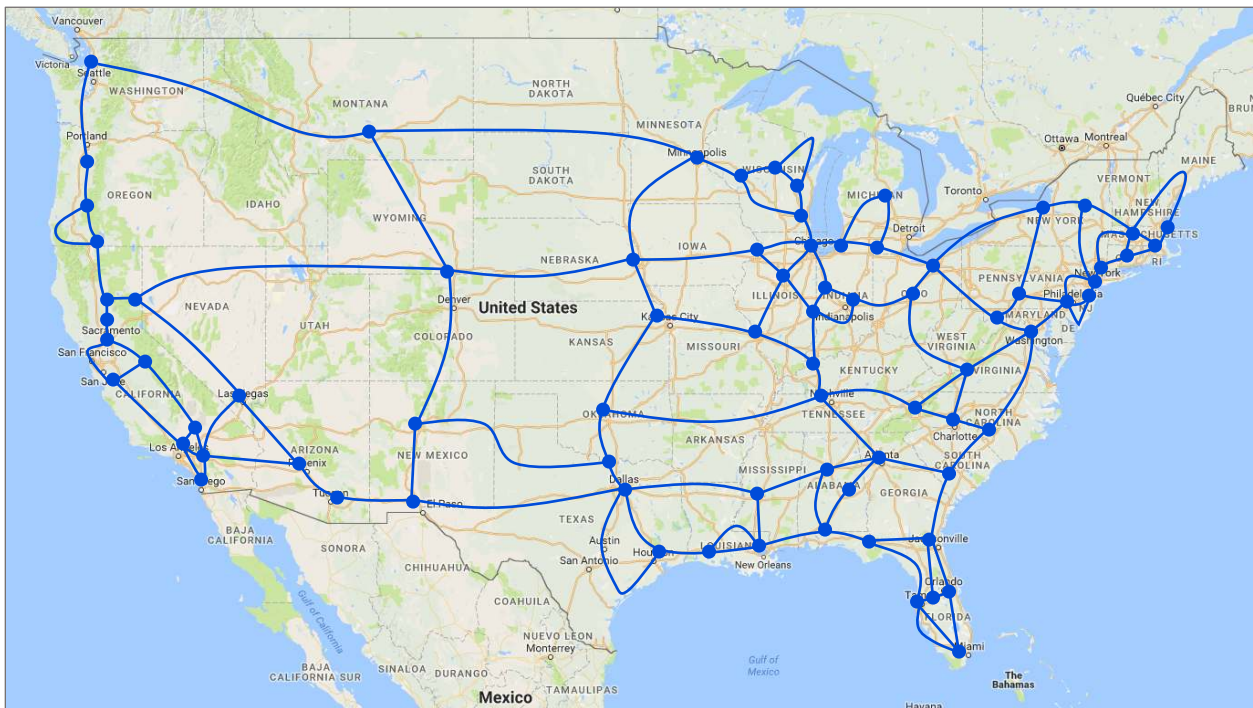 Vancouver
Québec City
NORTH
DAKOTA
Victoria
Seattle
WASHINGTON
MONTANA
MINNESOTA
Ottawa
Montreal
MAINE
Portland
Minneapolis
SOUTH
DAKOTA
WISCONSIN
VERMONT
OREGON
IDAHO
MICHIGAN
Toronto
NEW
HAMPSHIRE
WYOMING
NEW YORK
MASSACHUSETTS
Detroit
Chicago
IOWA
RI
NEBRASKA
New York
NEVADA
Denver
United States
ILLINOIS
INDIANA
PENNSYLVANIA
Philadelphia
Indianapolis
Sacramento
UTAH
COLORADO
Kansas City
MARYLAND
NJ
DE
San Francisco
KANSAS
MISSOURI
WEST
VIRGINIA
Washington
San Jose
CALIFORNIA
KENTUCKY
VIRGINIA
Las Vegas
Nashville
OKLAHOMA
TENNESSEE
NORTH
CAROLINA
Los Angeles
ARIZONA
NEW MEXICO
ARKANSAS
Charlotte
Phoenix
MISSISSIPPI
Atlanta
SOUTH
CAROLINA
San Diego
Dallas
ALABAMA
GEORGIA
Tucson
El Paso
TEXAS
BAJA
CALIFORNIA
SONORA
Austin
Houston
LOUISIANA
Jacksonville
San Antonio
New Orleans
CHIHUAHUA
Orlando
Gulf of California
COAHUILA
Tampa
FLORIDA
NUEVO LEON
Monterrey
Miami
BAJA
CALIFORNIA SUR
SINALOA
DURANGO
Gulf of
Mexico
The
Bahamas
TAMAULIPAS
Mexico
Havana